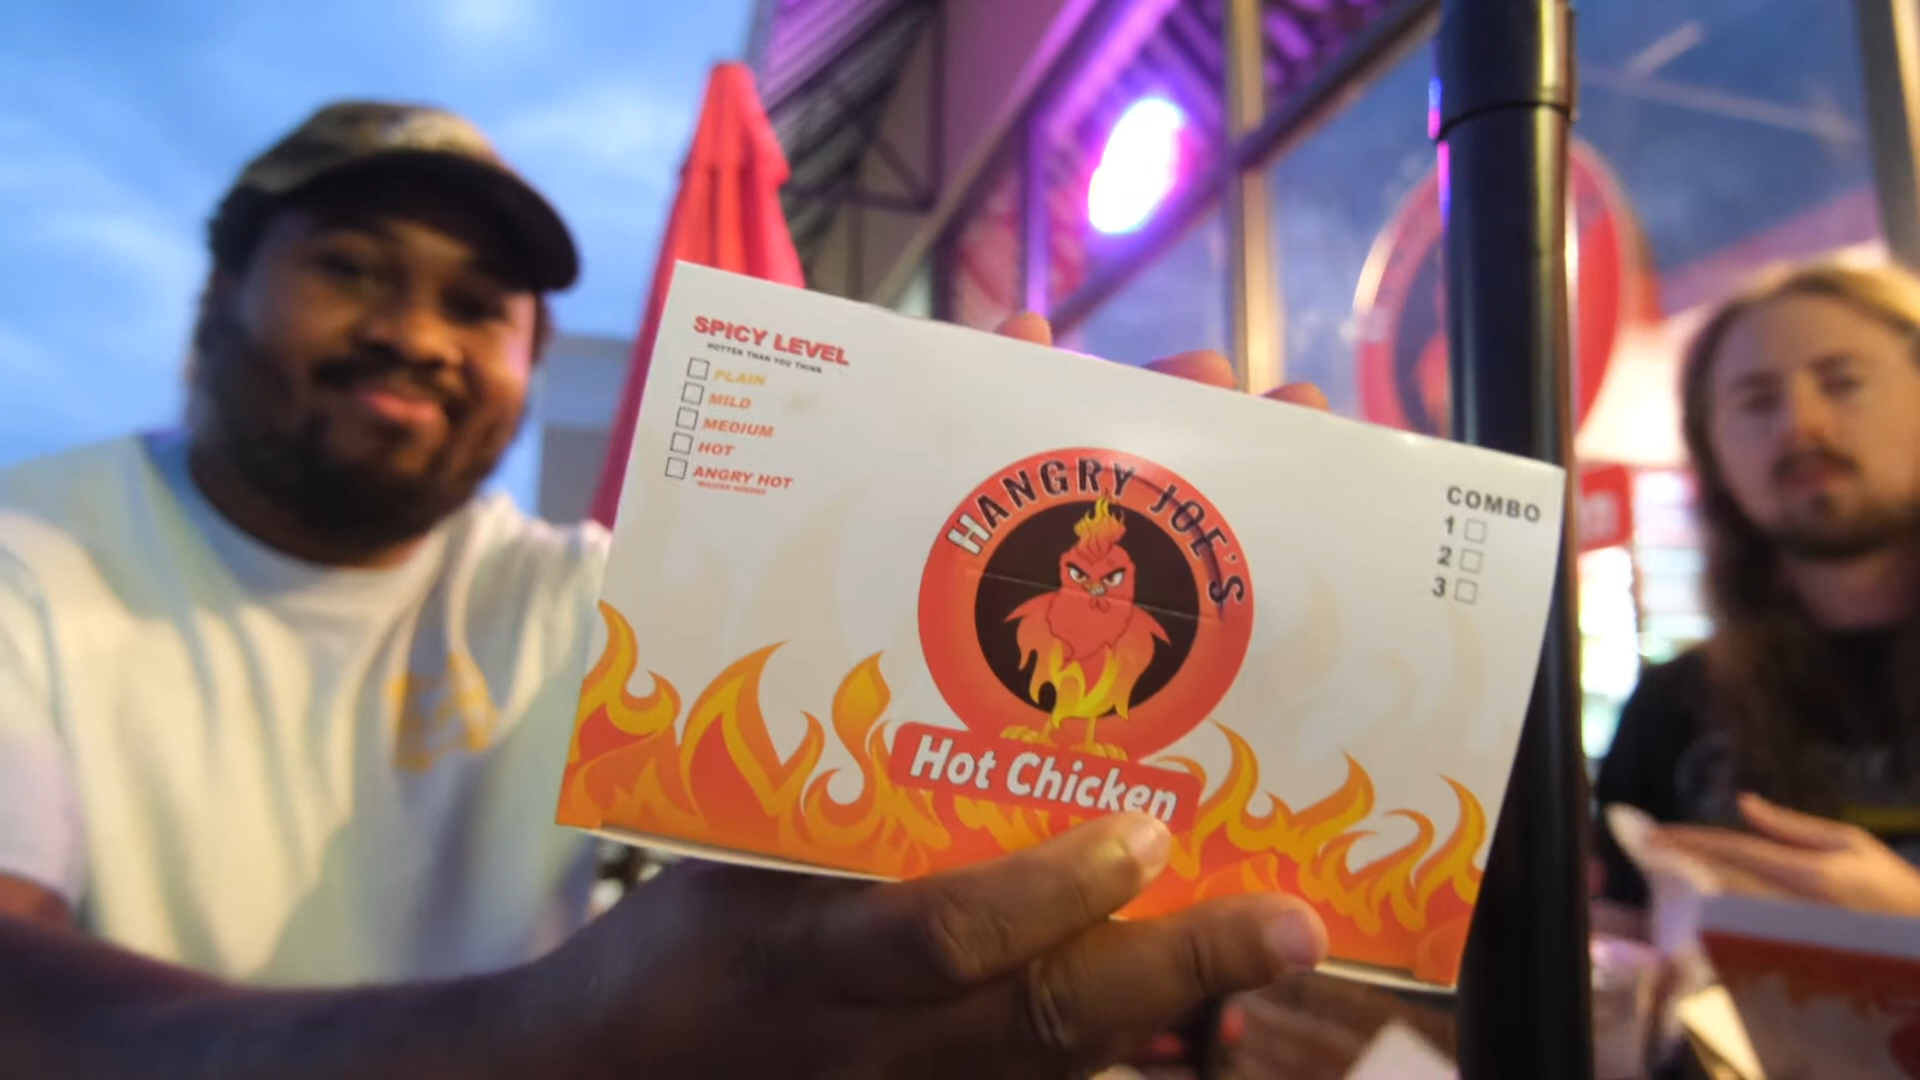 SPICY LEVEL
HOTTER THAN YOU THINK
PLAIN
MILD
MEDIUM
HOT
ANGRY HOT
HANGRY JOE'S
Hot Chicken
COMBO
1
2
3